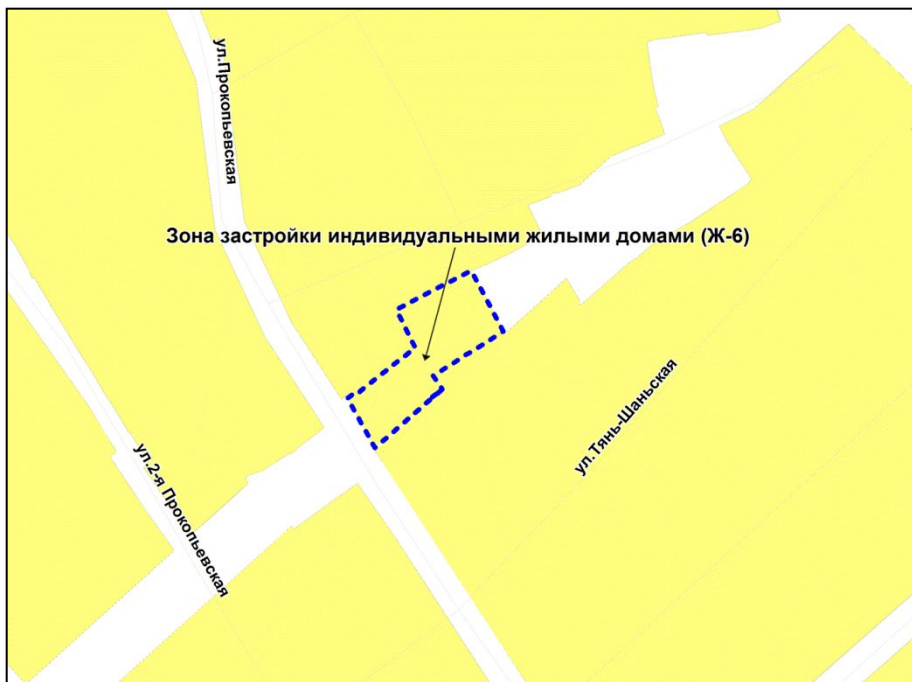 ул.Прокопьевская
Зона застройки индивидуальными жилыми домами (Ж-6)
ул.Тянь-Шаньская
ул.2-я Прокопьевская